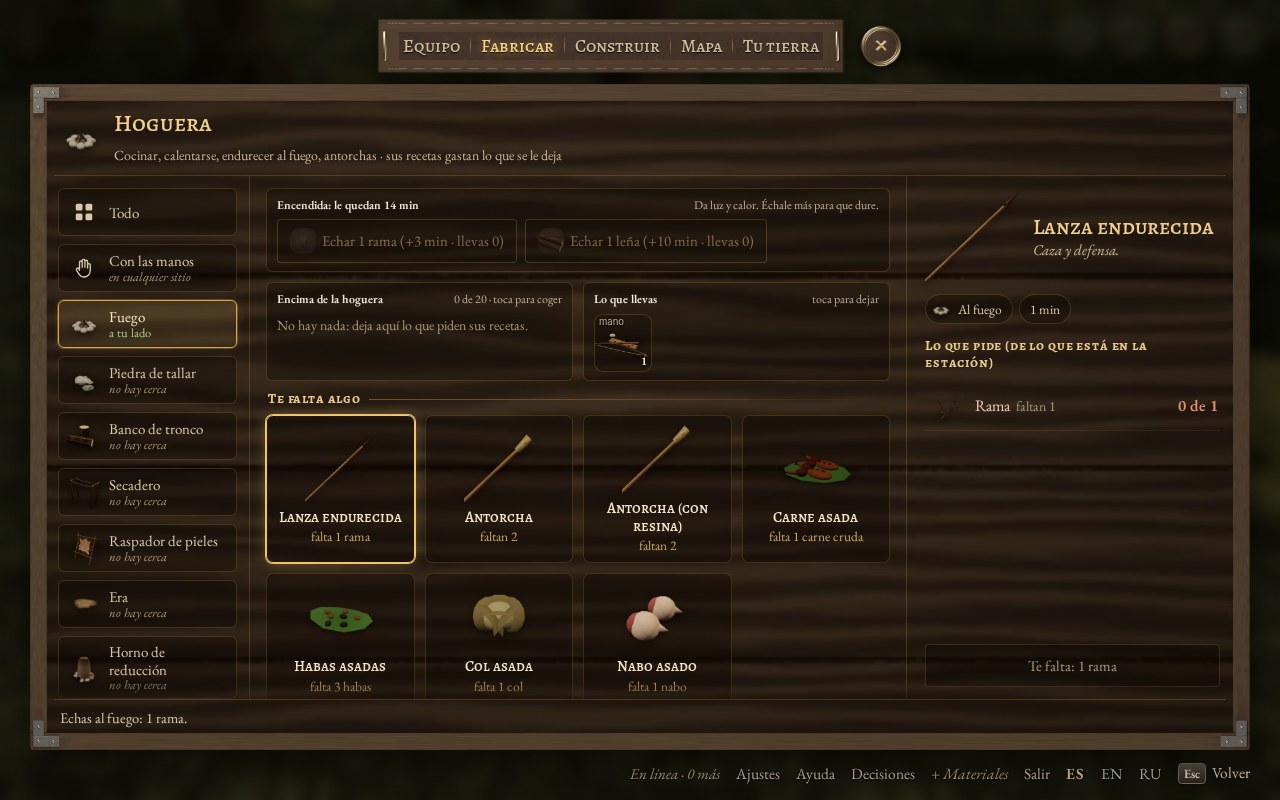 Equipo
Fabricar
Construir
Mapa
Tu tierra
Hoguera
Cocinar, calentarse, endurecer al fuego, antorchas · sus recetas gastan lo que se le deja
Todo
Con las manos
en cualquier sitio
Fuego
a tu lado
Piedra de tallar
no hay cerca
Banco de tronco
no hay cerca
Secadero
no hay cerca
Raspador de pieles
no hay cerca
Era
no hay cerca
Horno de
reducción
no hay cerca
Encendida: le quedan 14 min
Da luz y calor. Échale más para que dure.
Echar 1 rama (+3 min · llevas 0)
Echar 1 leña (+10 min · llevas 0)
Encima de la hoguera
0 de 20 · toca para coger
No hay nada: deja aquí lo que piden sus recetas.
Lo que llevas
toca para dejar
mano
1
Te falta algo
Lanza endurecida
falta 1 rama
Antorcha
faltan 2
Antorcha (con
resina)
faltan 2
Carne asada
falta 1 carne cruda
Habas asadas
falta 3 habas
Col asada
falta 1 col
Nabo asado
falta 1 nabo
Lanza endurecida
Caza y defensa.
Al fuego
1 min
Lo que pide (de lo que está en la
estación)
Rama faltan 1
0 de 1
Te falta: 1 rama
Echas al fuego: 1 rama.
En línea · 0 más
Ajustes
Ayuda
Decisiones
+ Materiales
Salir
ES
EN
RU
Esc
Volver